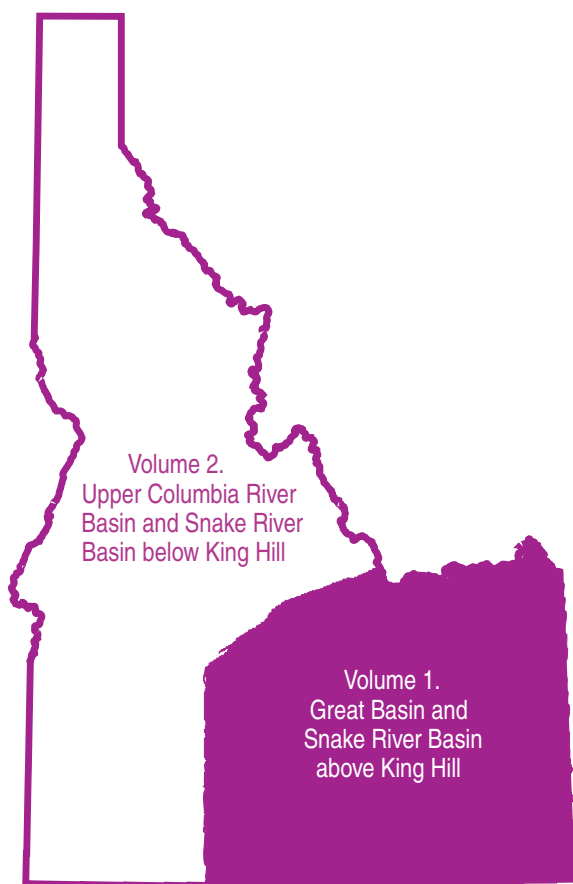 Volume 2.
Upper Columbia River
Basin and Snake River
Basin below King Hill
Volume 1.
Great Basin and
Snake River Basin
above King Hill